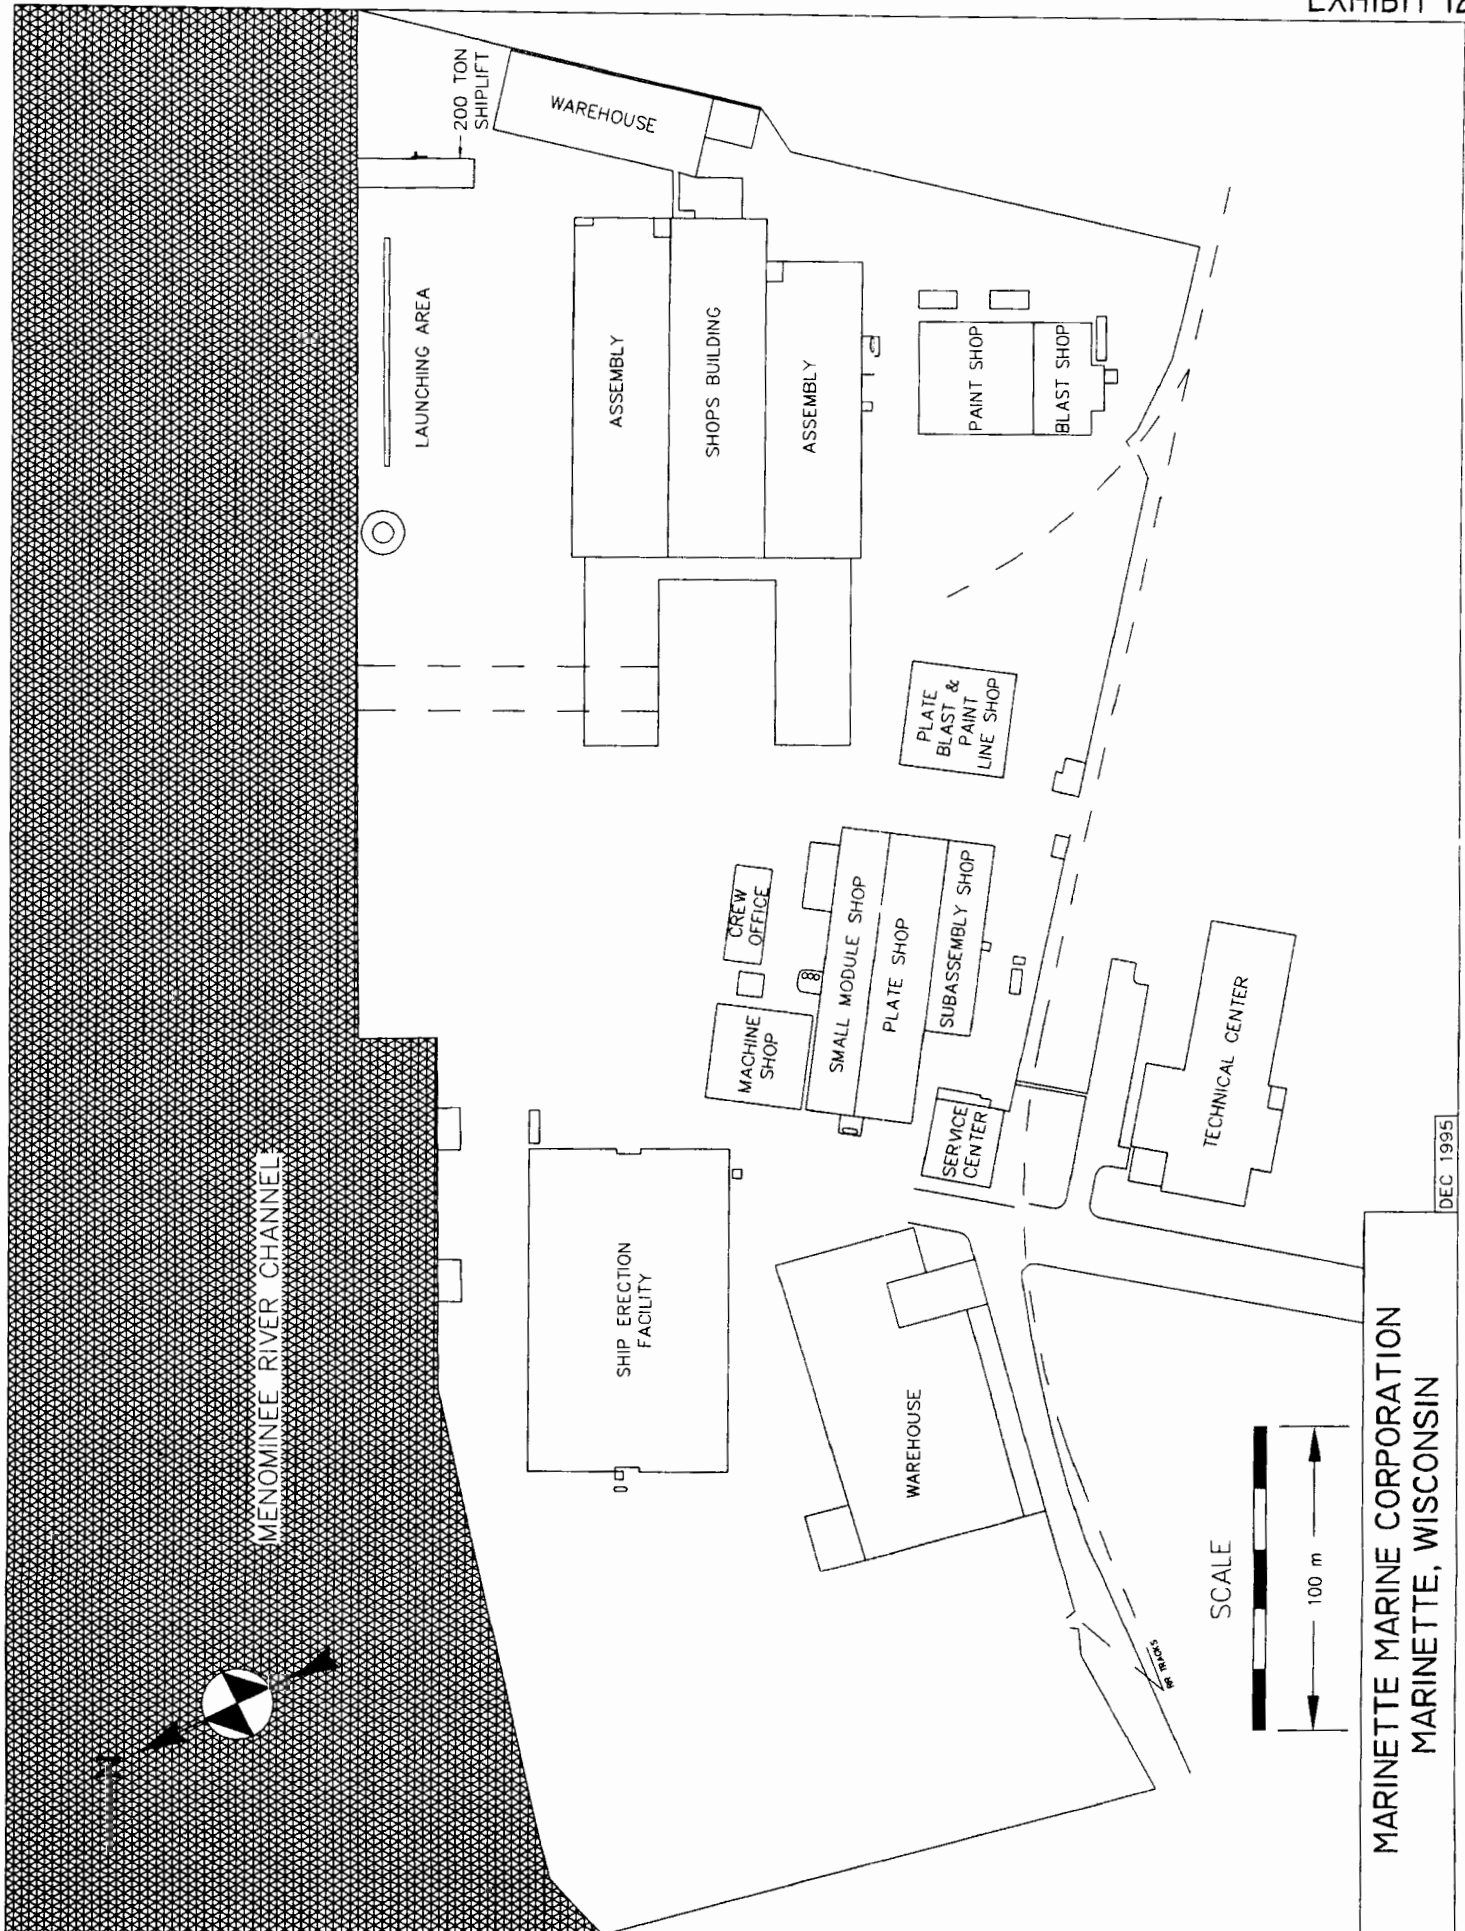 EXHIBIT
200 TON
SHIPLIFT
WAREHOUSE
LAUNCHING AREA
ASSEMBLY
SHOPS BUILDING
ASSEMBLY
PAINT SHOP
BLAST SHOP
PLATE
BLAST &
PAINT
LINE SHOP
CREW
OFFICE
MACHINE
SHOP
SMALL MODULE SHOP
PLATE SHOP
SUBASSEMBLY SHOP
SERVICE
CENTER
TECHNICAL CENTER
MENOMINEE RIVER CHANNEL
SHIP ERECTION
FACILITY
WAREHOUSE
RR TRACKS
SCALE
100 m
DEC 1995
MARINETTE MARINE CORPORATION
MARINETTE, WISCONSIN